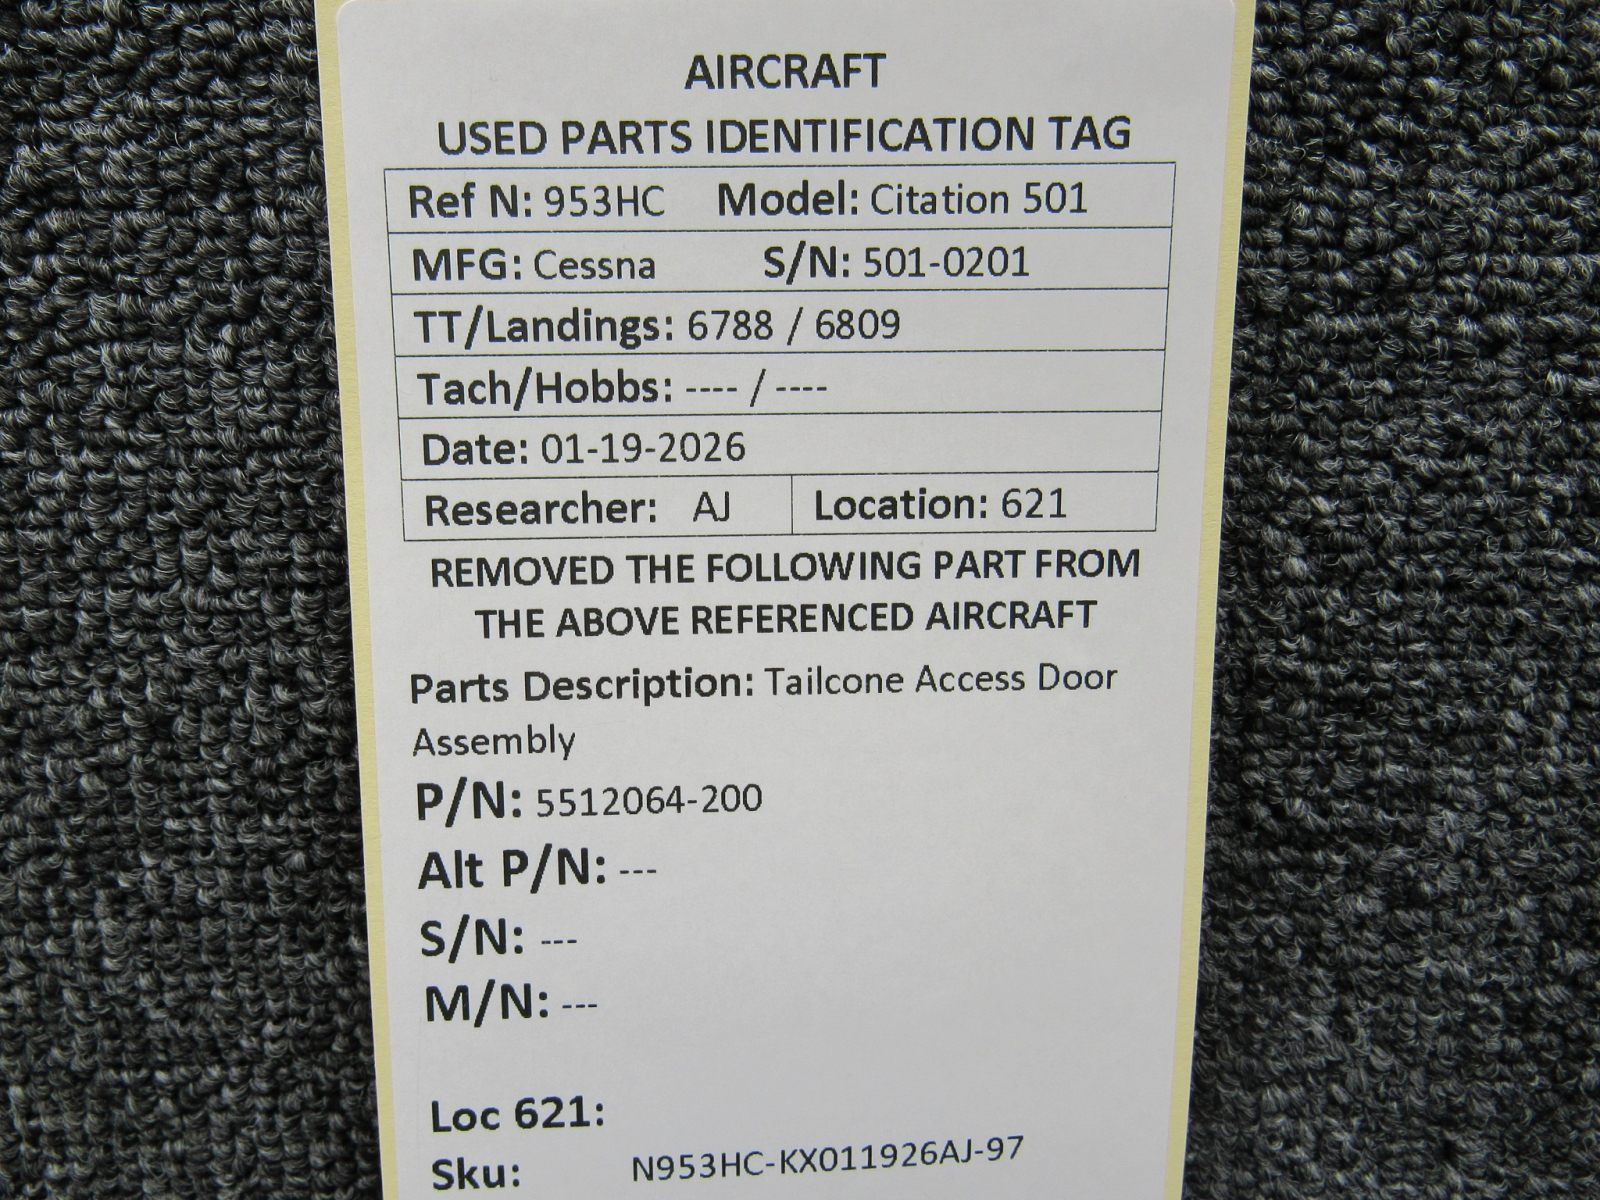 AIRCRAFT
USED PARTS IDENTIFICATION TAG
Ref N: 953HC Model: Citation 501
MFG: Cessna S/N: 501-0201
TT/Landings: 6788 / 6809
Tach/Hobbs: ---- / ----
Date: 01-19-2026
Researcher: AJ Location: 621
REMOVED THE FOLLOWING PART FROM
THE ABOVE REFERENCED AIRCRAFT
Parts Description: Tailcone Access Door
Assembly
P/N: 5512064-200
Alt P/N: ---
S/N: ---
M/N: ---
Loc 621:
Sku: N953HC-KX011926AJ-97